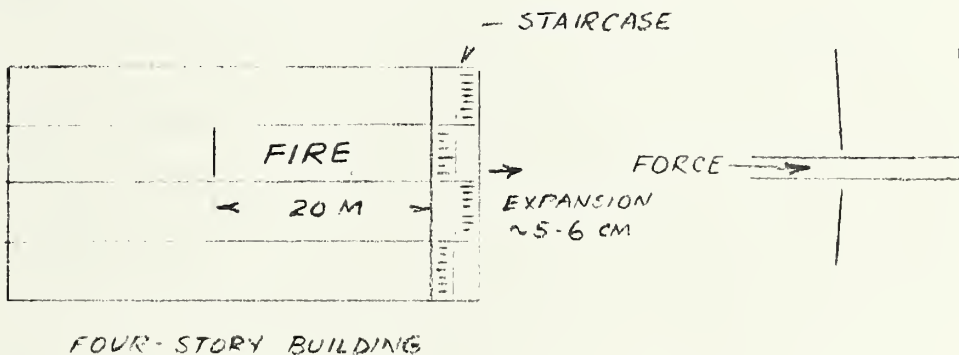 STAIRCASE
FIRE
20 M
EXPANSION
~5-6 CM
FORCE
FOUR-STORY BUILDING